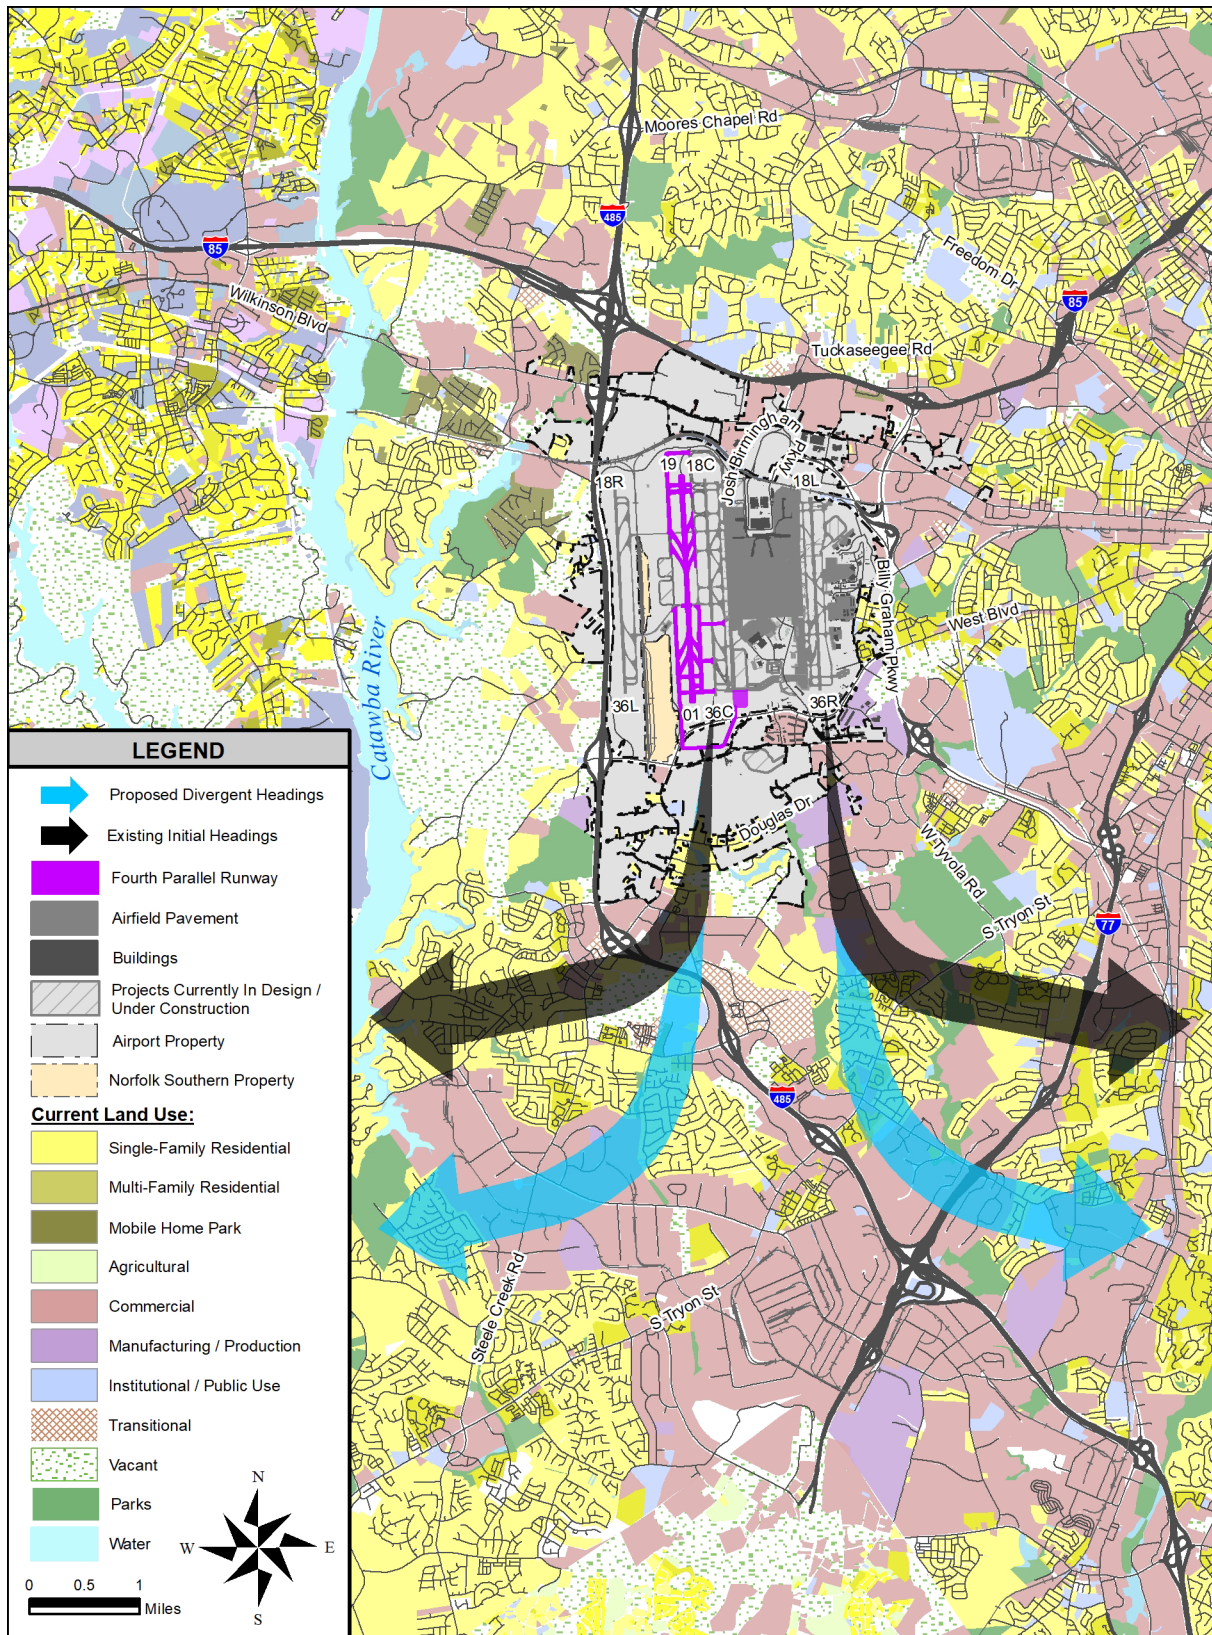 Moores Chapel Rd
485
85
Freedom Dr
85
Wilkinson Blvd
Tuckaseegee Rd
Josh Birmingham Pkwy
19
18C
18R
18L
Billy Graham Pkwy
West Blvd
Catawba River
36L
01
36C
36R
Douglas Dr
W Tyvola Rd
S Tryon St
77
485
Steele Creek Rd
S Tryon St
LEGEND
Proposed Divergent Headings
Existing Initial Headings
Fourth Parallel Runway
Airfield Pavement
Buildings
Projects Currently In Design /
Under Construction
Airport Property
Norfolk Southern Property
Current Land Use:
Single-Family Residential
Multi-Family Residential
Mobile Home Park
Agricultural
Commercial
Manufacturing / Production
Institutional / Public Use
Transitional
Vacant
Parks
Water
N
W
E
S
0 0.5 1
Miles